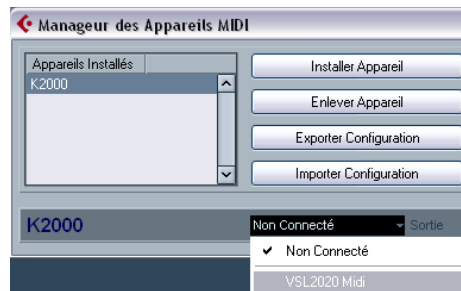 Manageur des Appareils MIDI
Appareils Installés
K2000
Installer Appareil
Enlever Appareil
Exporter Configuration
Importer Configuration
K2000
Non Connecté
Sortie
Non Connecté
VSL2020 Midi